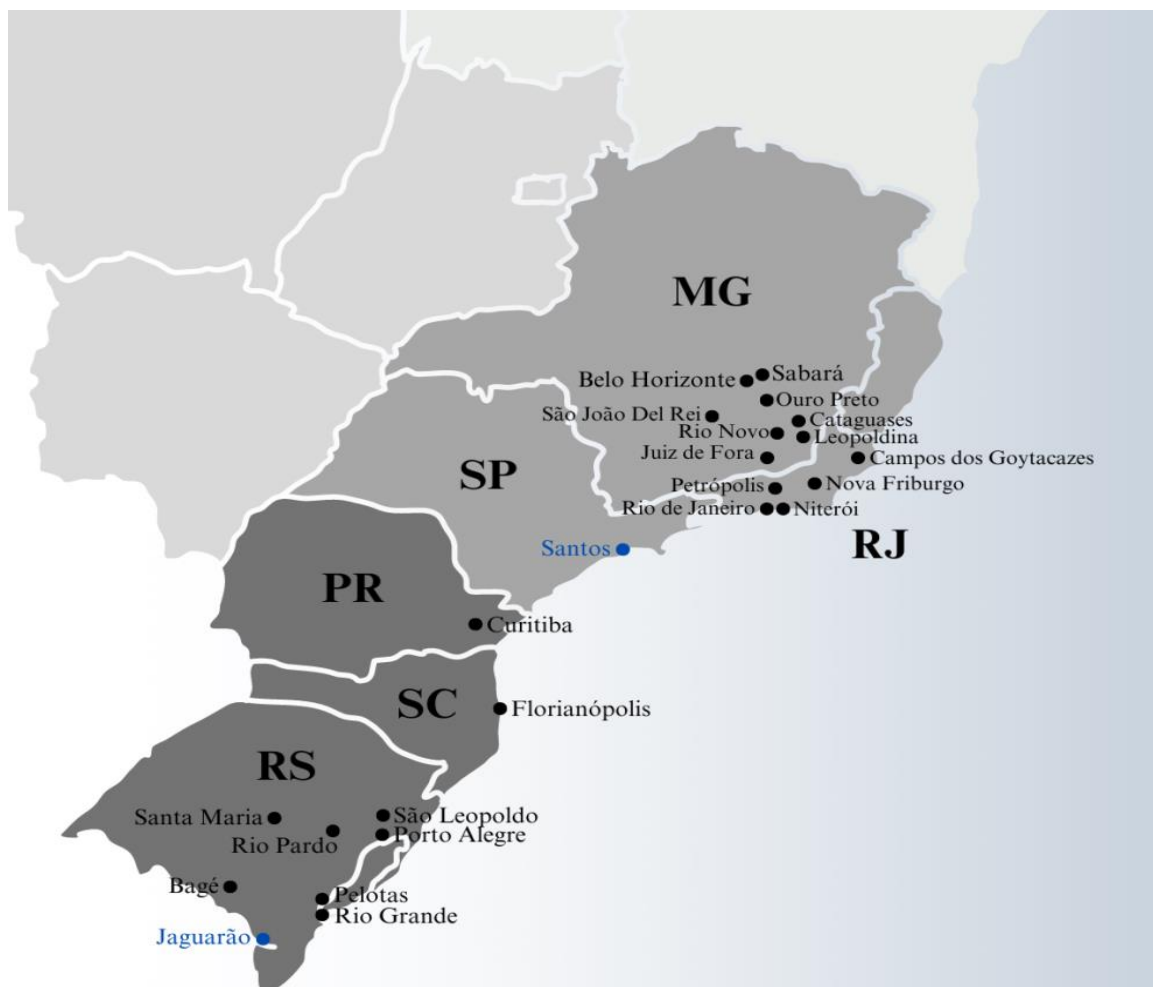 MG
Belo Horizonte
Sabará
Ouro Preto
São João Del Rei
Cataguases
Rio Novo
Leopoldina
Juiz de Fora
Campos dos Goytacazes
SP
Petrópolis
Nova Friburgo
Rio de Janeiro
Niterói
Santos
RJ
PR
Curitiba
SC
Florianópolis
RS
Santa Maria
São Leopoldo
Rio Pardo
Porto Alegre
Bagé
Pelotas
Rio Grande
Jaguarão